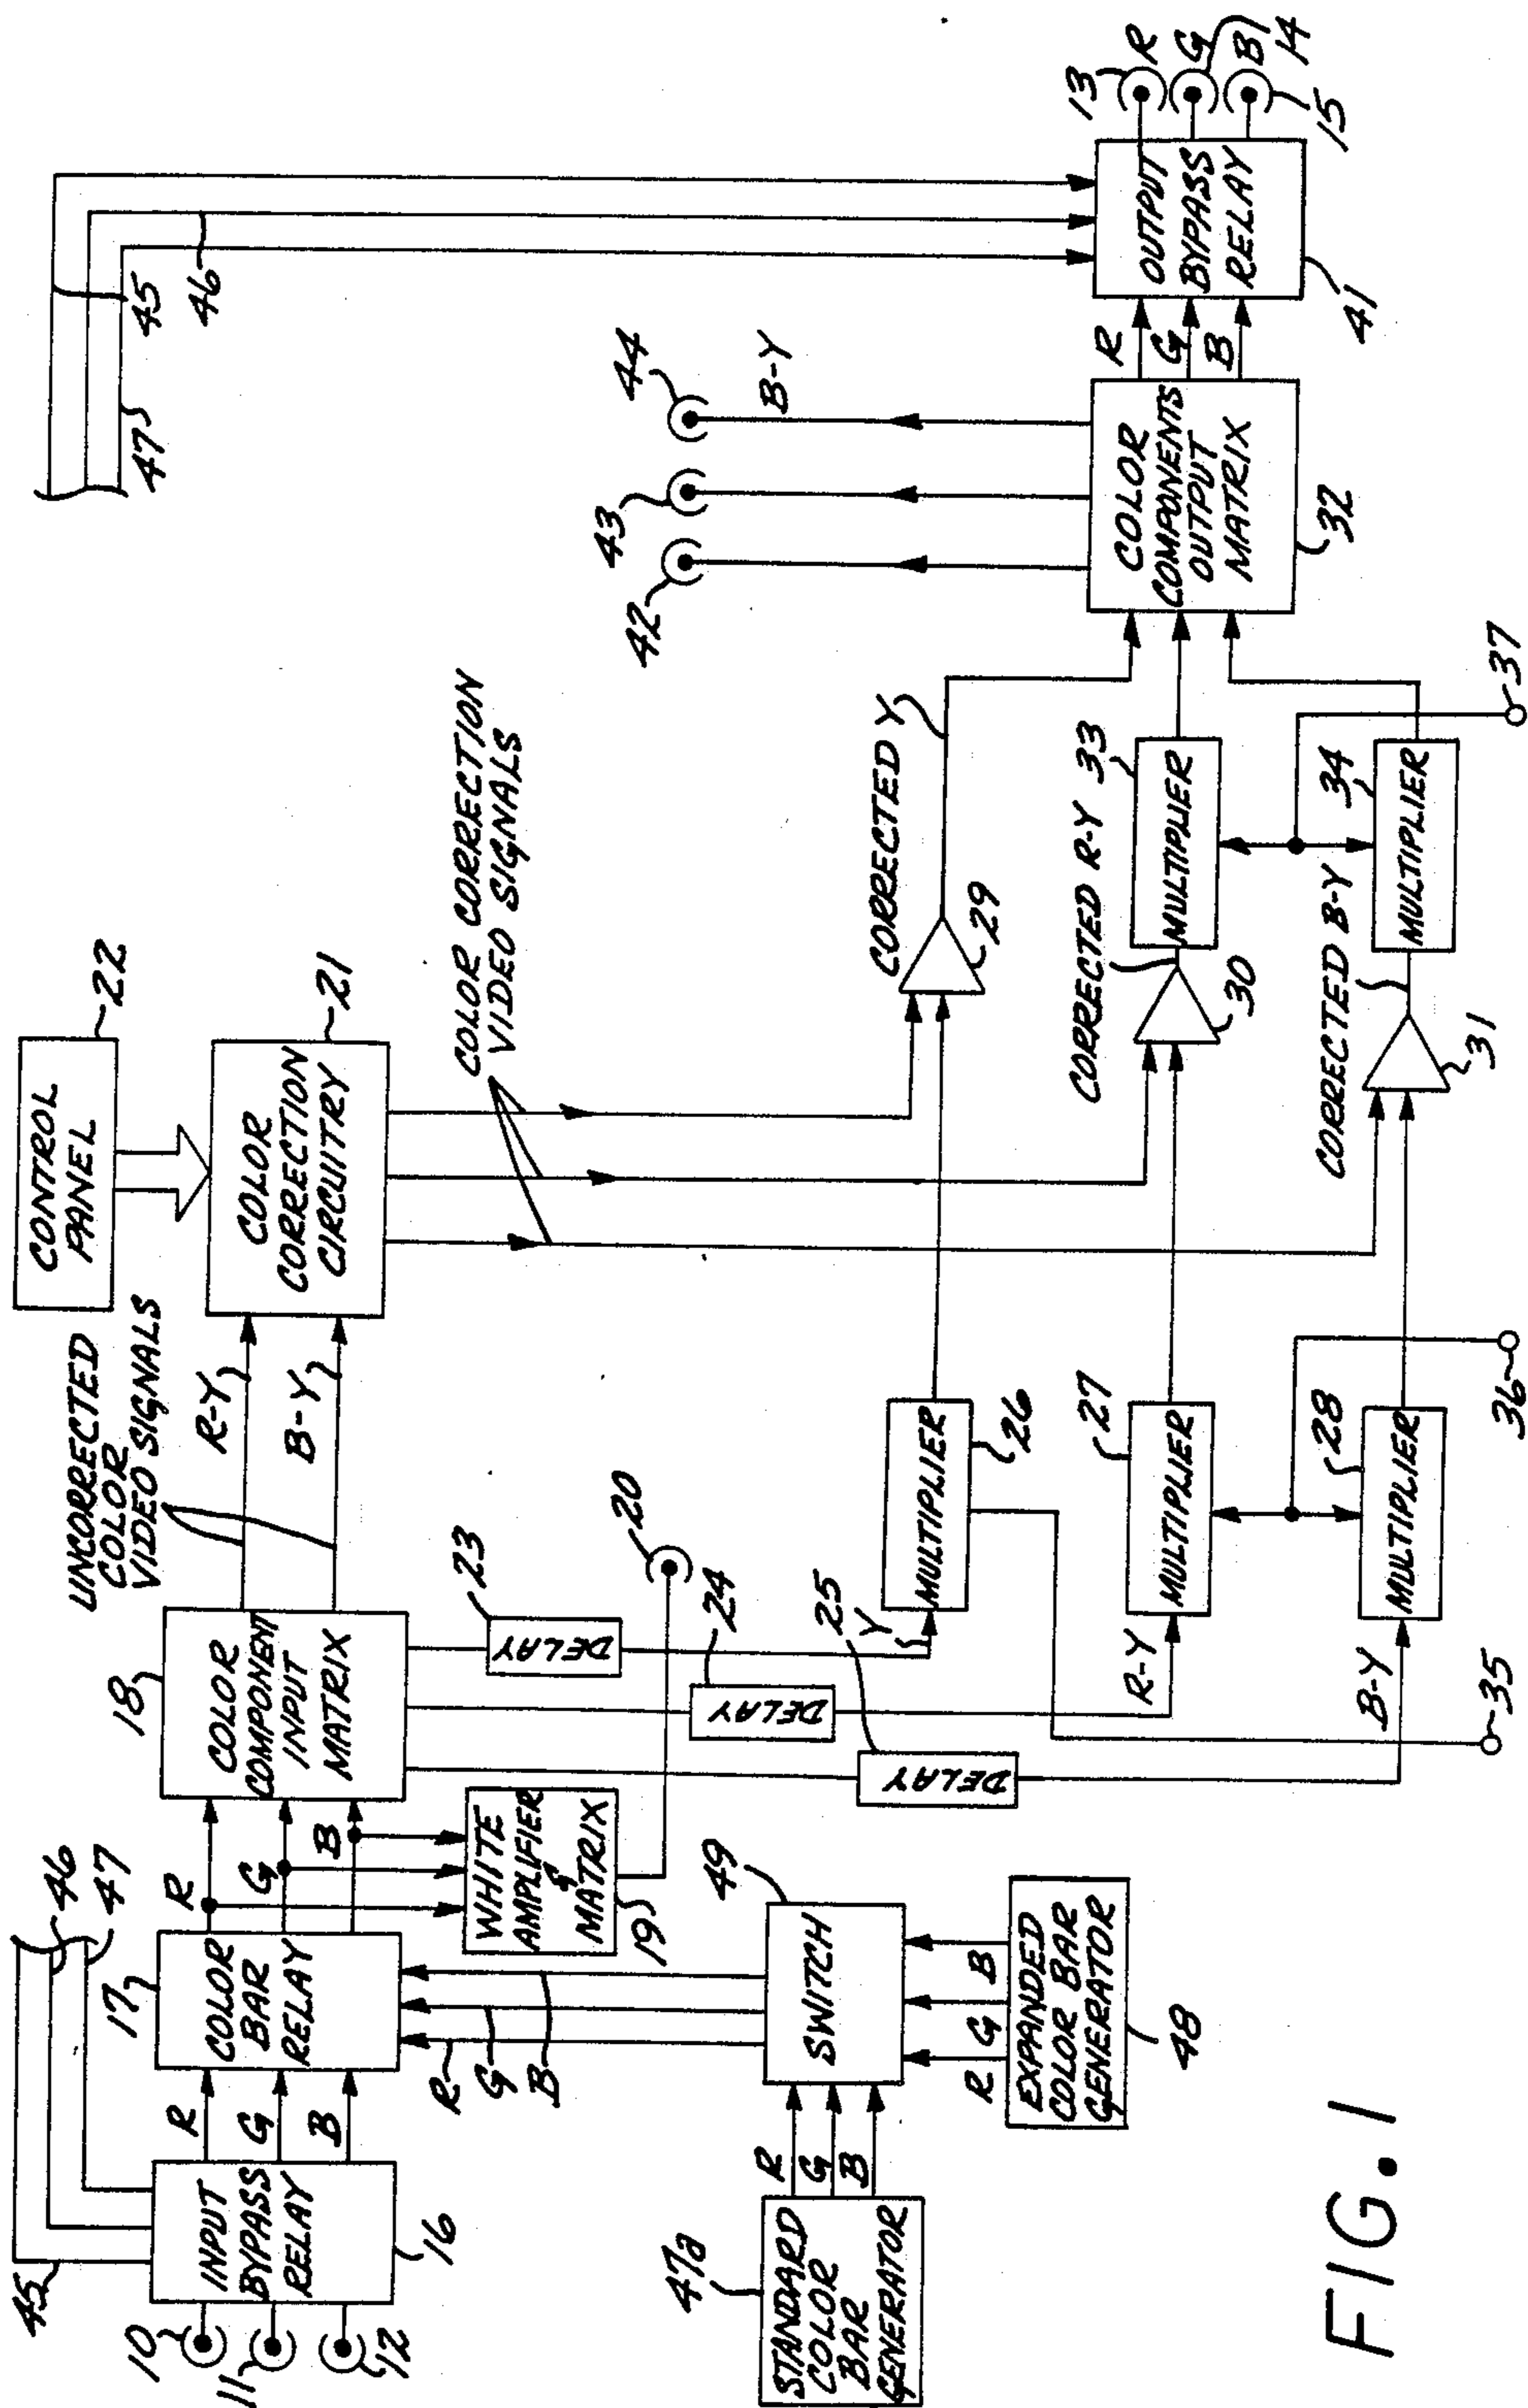 45
46
47
10
11
12
INPUT
BYPASS
RELAY
16
R
G
B
17
COLOR
BAR
RELAY
R
G
B
18
COLOR
COMPONENT
INPUT
MATRIX
WHITE
AMPLIFIER
&
MATRIX
19
20
UNCORRECTED
COLOR
VIDEO SIGNALS
R-Y
B-Y
CONTROL
PANEL
22
COLOR
CORRECTION
CIRCUITRY
21
COLOR CORRECTION
VIDEO SIGNALS
45
46
47
R
G
B
47a
STANDARD
COLOR
BAR
GENERATOR
R
G
B
49
SWITCH
R
G
B
EXPANDED
COLOR BAR
GENERATOR
48
DELAY
23
DELAY
24
DELAY
25
Y
R-Y
B-Y
MULTIPLIER
26
MULTIPLIER
27
MULTIPLIER
28
35
36
CORRECTED Y
29
CORRECTED R-Y
30
CORRECTED B-Y
31
MULTIPLIER
33
MULTIPLIER
34
37
42
43
44
B-Y
COLOR
COMPONENTS
OUTPUT
MATRIX
32
R
G
B
OUTPUT
BYPASS
RELAY
41
13
R
G
B
14
15
FIG. 1